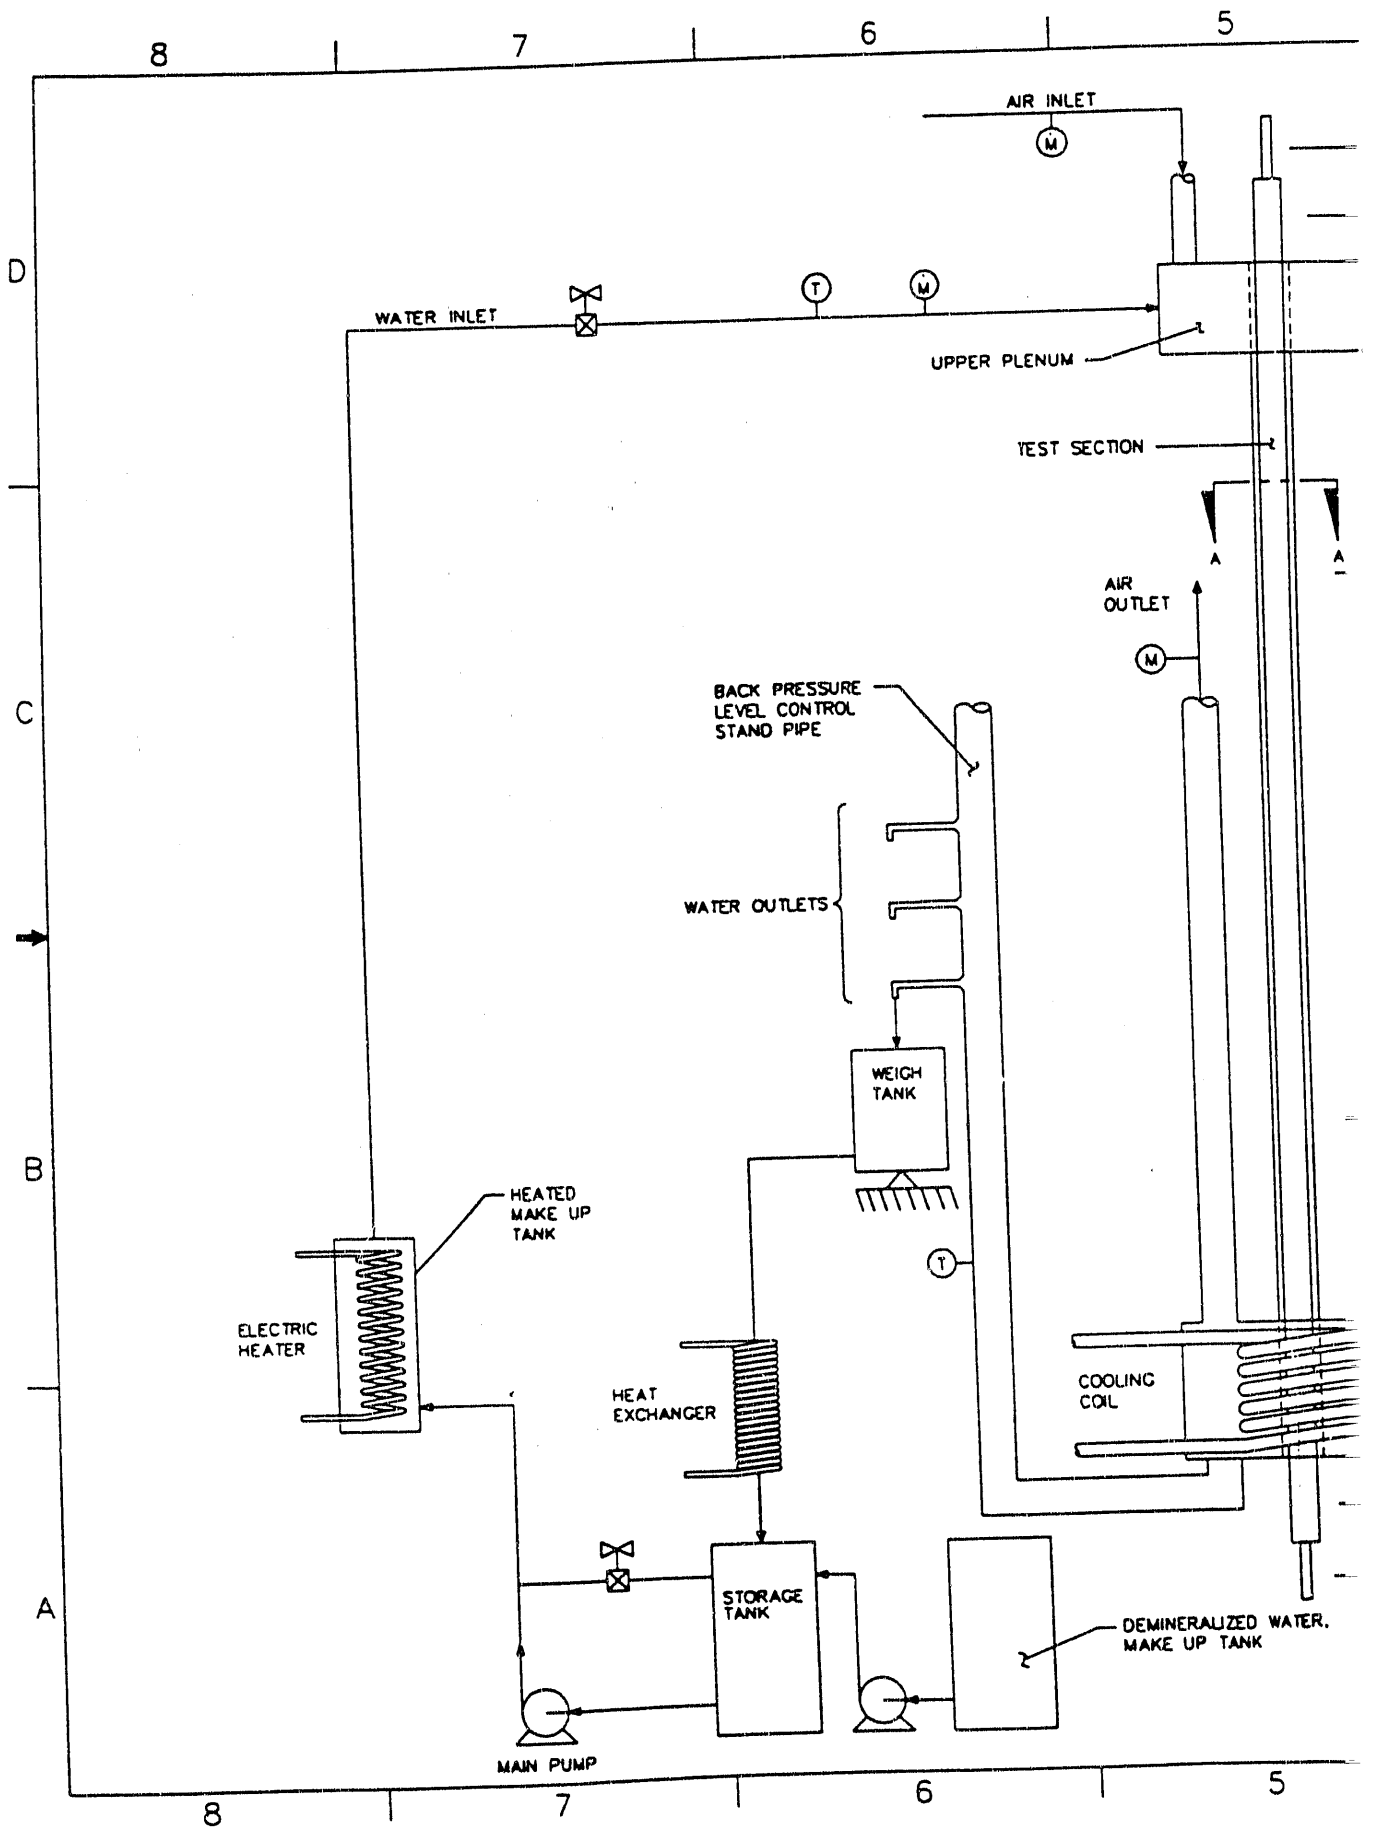 8 7 6 5
AIR INLET
Ṁ
D
T Ṁ
WATER INLET
UPPER PLENUM
TEST SECTION
A A
AIR
OUTLET
M
C
BACK PRESSURE
LEVEL CONTROL
STAND PIPE
WATER OUTLETS
WEIGH
TANK
B
HEATED
MAKE UP
TANK
T
ELECTRIC
HEATER
COOLING
COIL
HEAT
EXCHANGER
A
STORAGE
TANK
DEMINERALIZED WATER.
MAKE UP TANK
MAIN PUMP
8 7 6 5